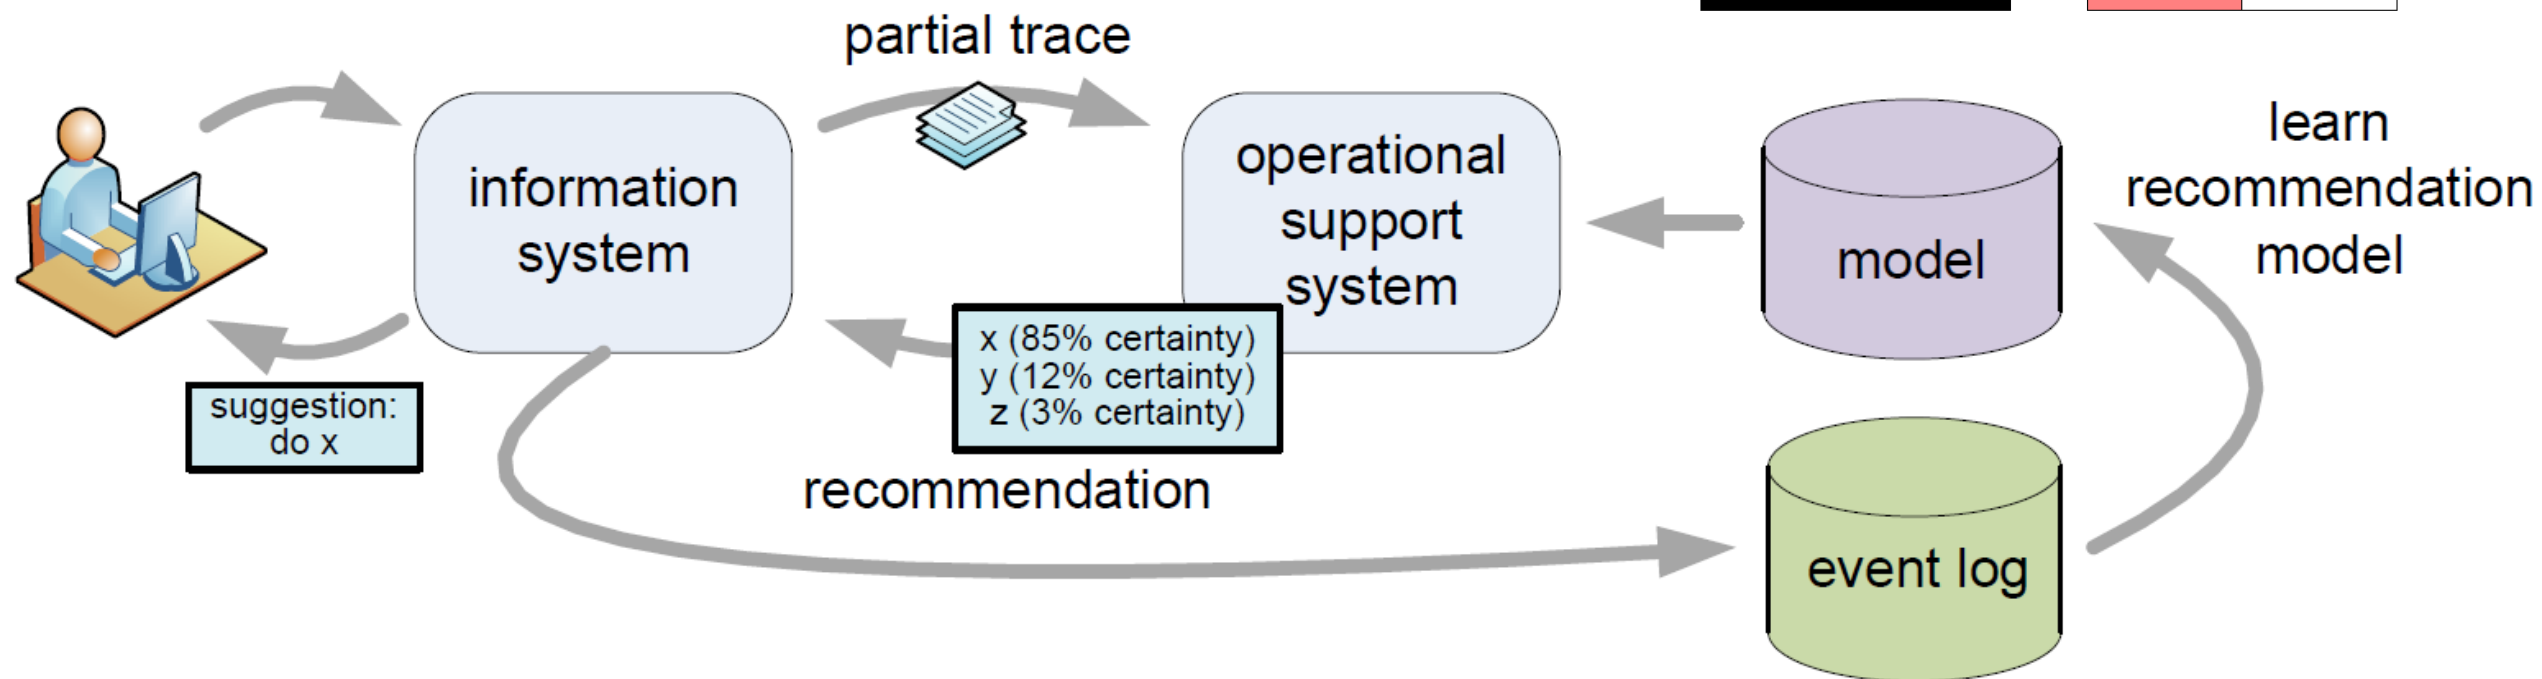 partial trace
information
system
operational
support
system
model
learn
recommendation
model
suggestion:
do x
x (85% certainty)
y (12% certainty)
z (3% certainty)
recommendation
event log